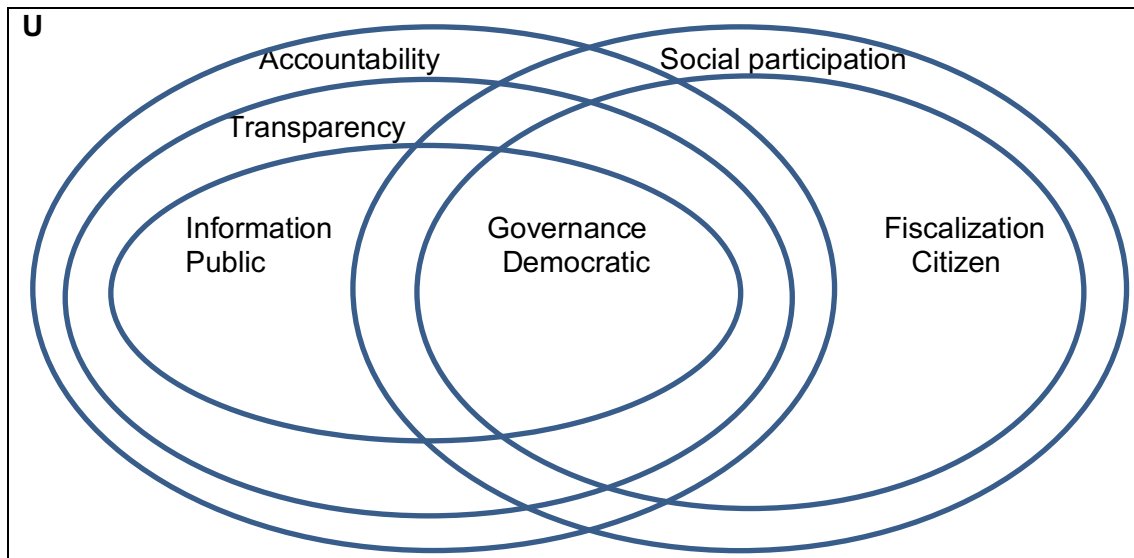 U
Accountability
Social participation
Transparency
Information
Public
Governance
Democratic
Fiscalization
Citizen